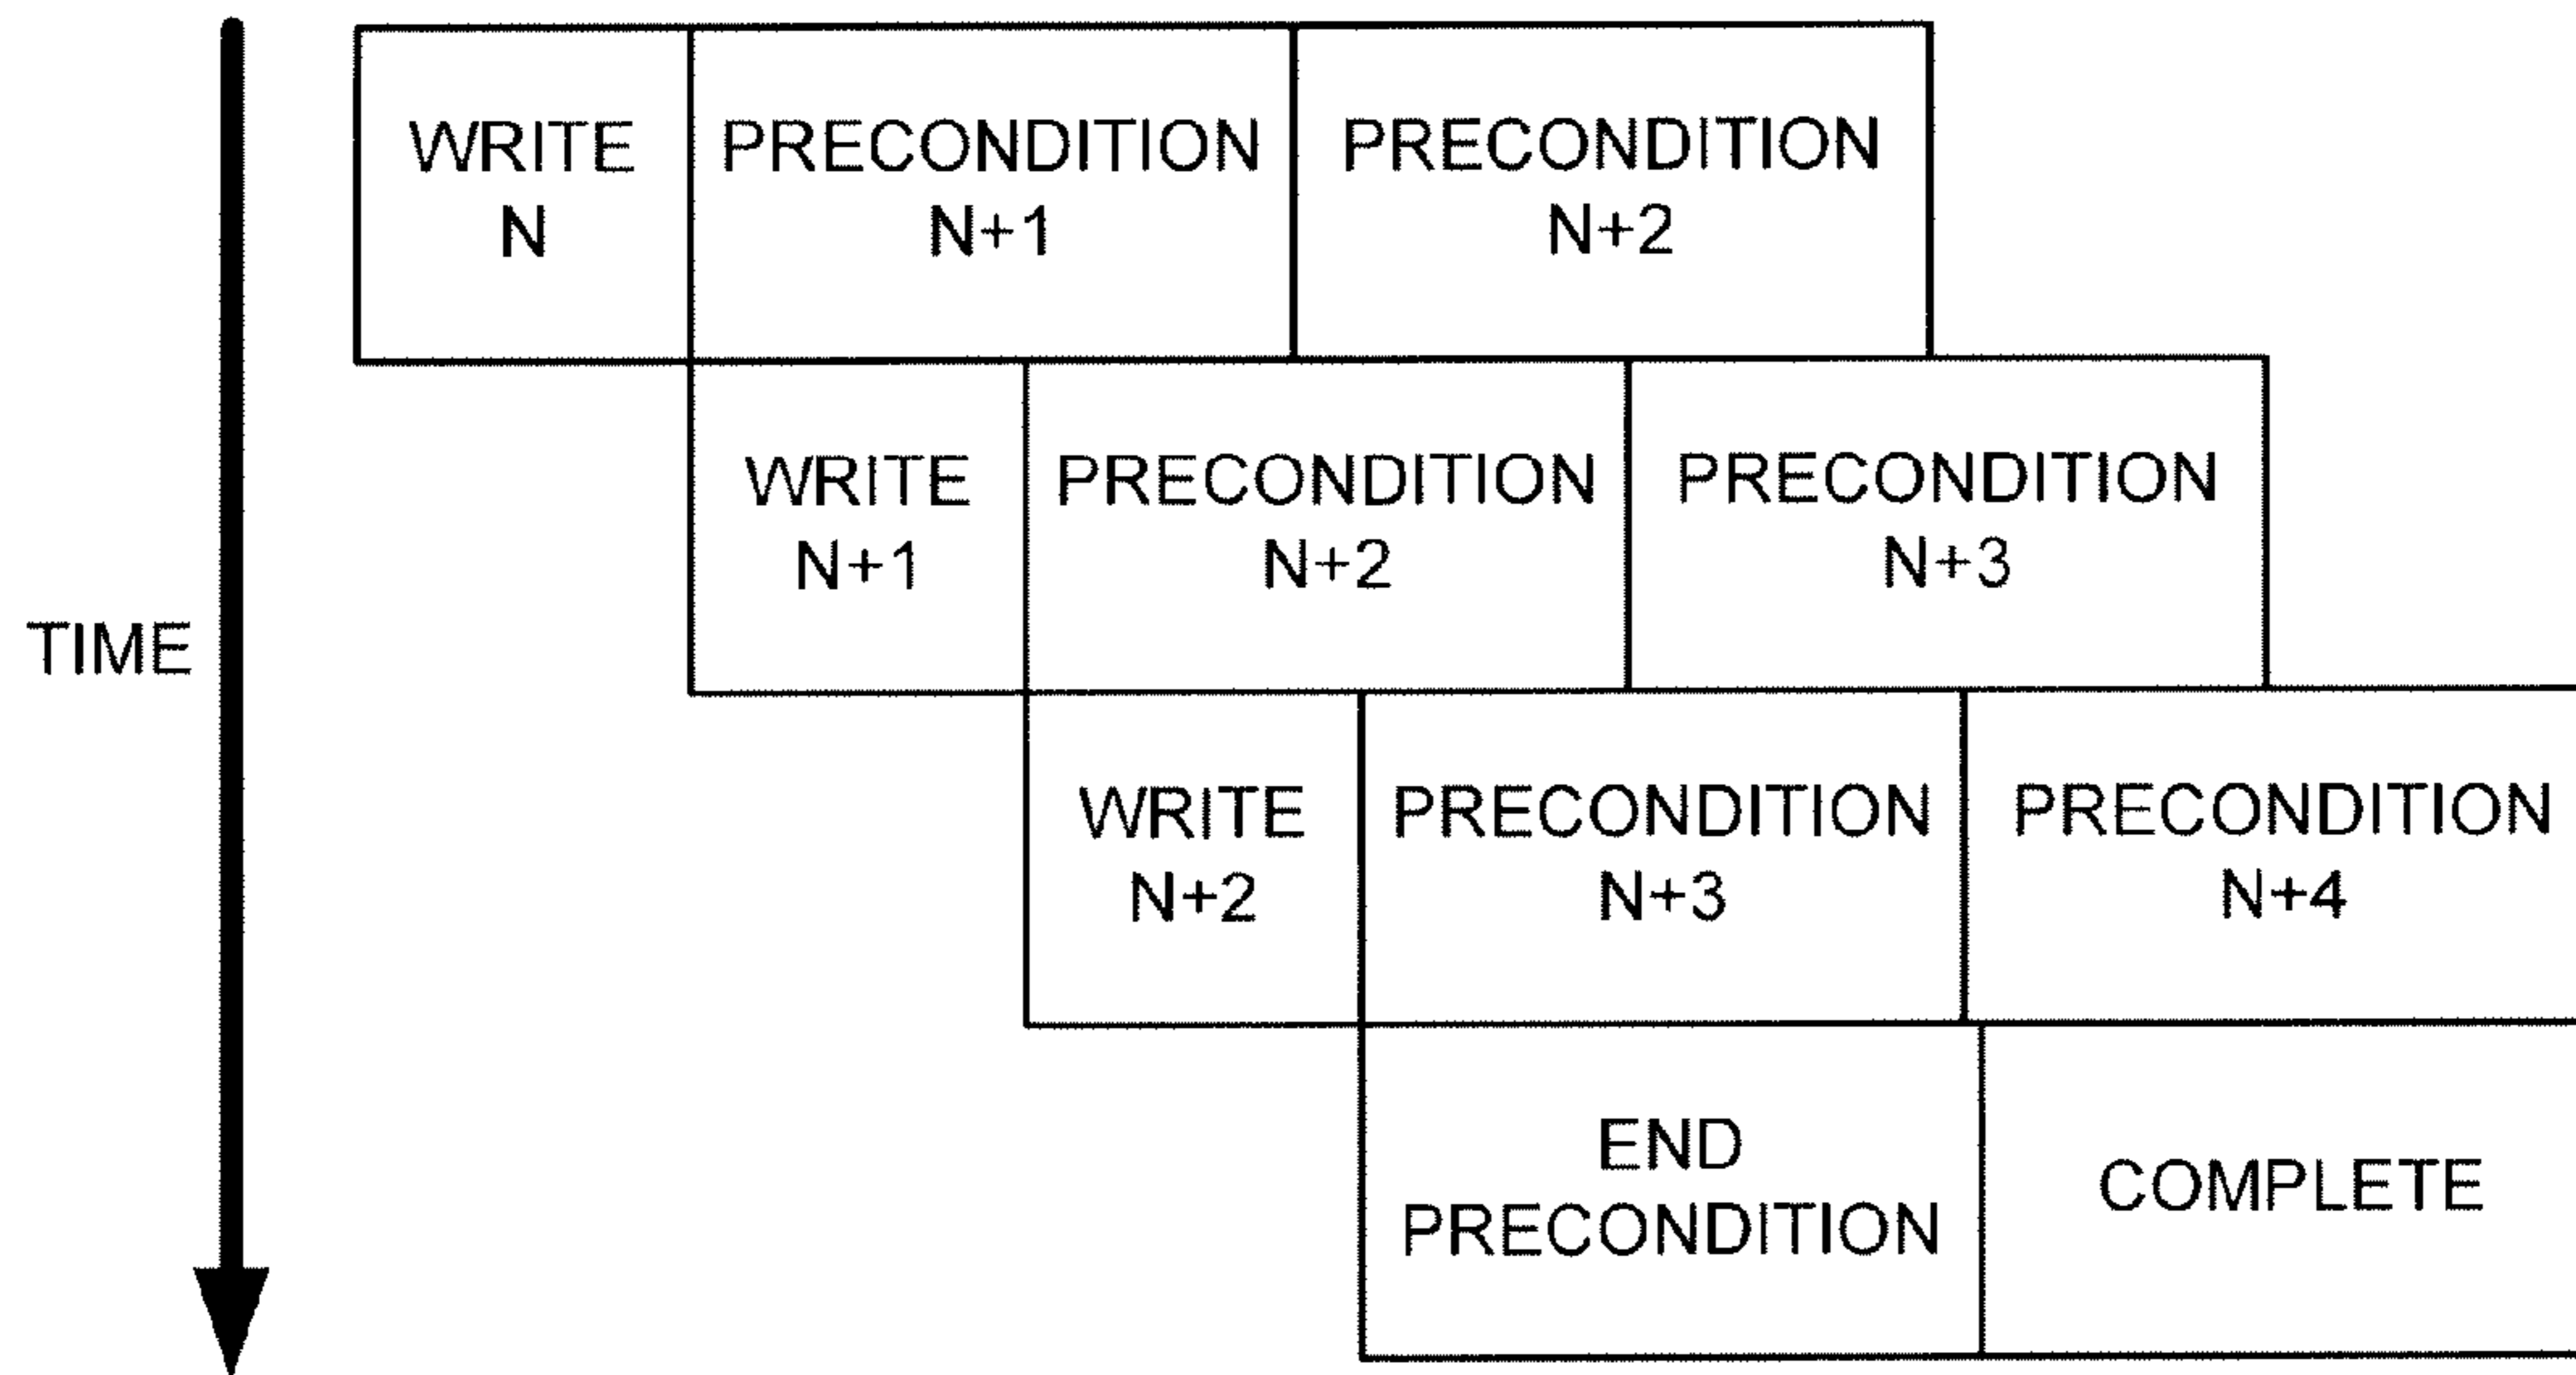 WRITE
N
PRECONDITION
N+1
PRECONDITION
N+2
WRITE
N+1
PRECONDITION
N+2
PRECONDITION
N+3
TIME
WRITE
N+2
PRECONDITION
N+3
PRECONDITION
N+4
END
PRECONDITION
COMPLETE